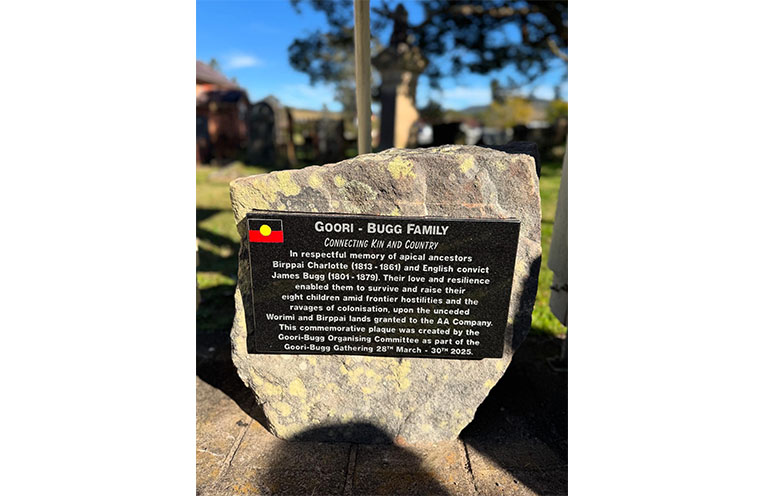 GOORI - BUGG FAMILY
CONNECTING KIN AND COUNTRY
In respectful memory of apical ancestors
Birppai Charlotte (1813 - 1861) and English convict
James Bugg (1801 - 1879). Their love and resilience
enabled them to survive and raise their
eight children amid frontier hostilities and the
ravages of colonisation, upon the unceded
Worimi and Birppai lands granted to the AA Company.
This commemorative plaque was created by the
Goori-Bugg Organising Committee as part of the
Goori-Bugg Gathering 28TH March - 30TH 2025.